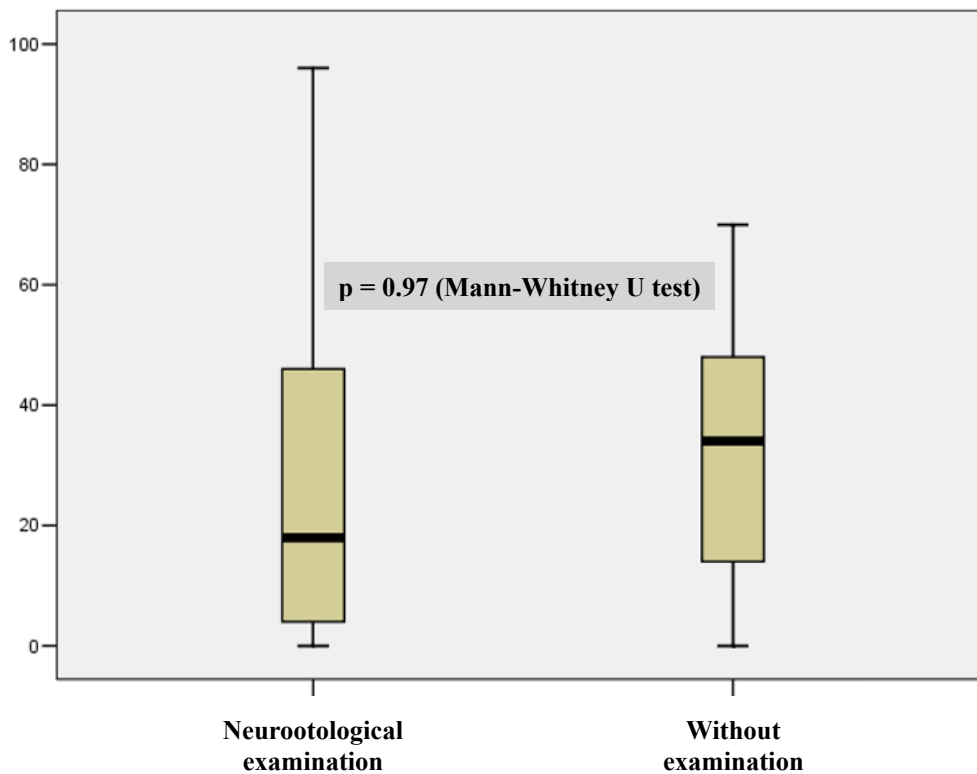 100
80
60
40
20
0
p = 0.97 (Mann-Whitney U test)
Neurootological
examination
Without
examination